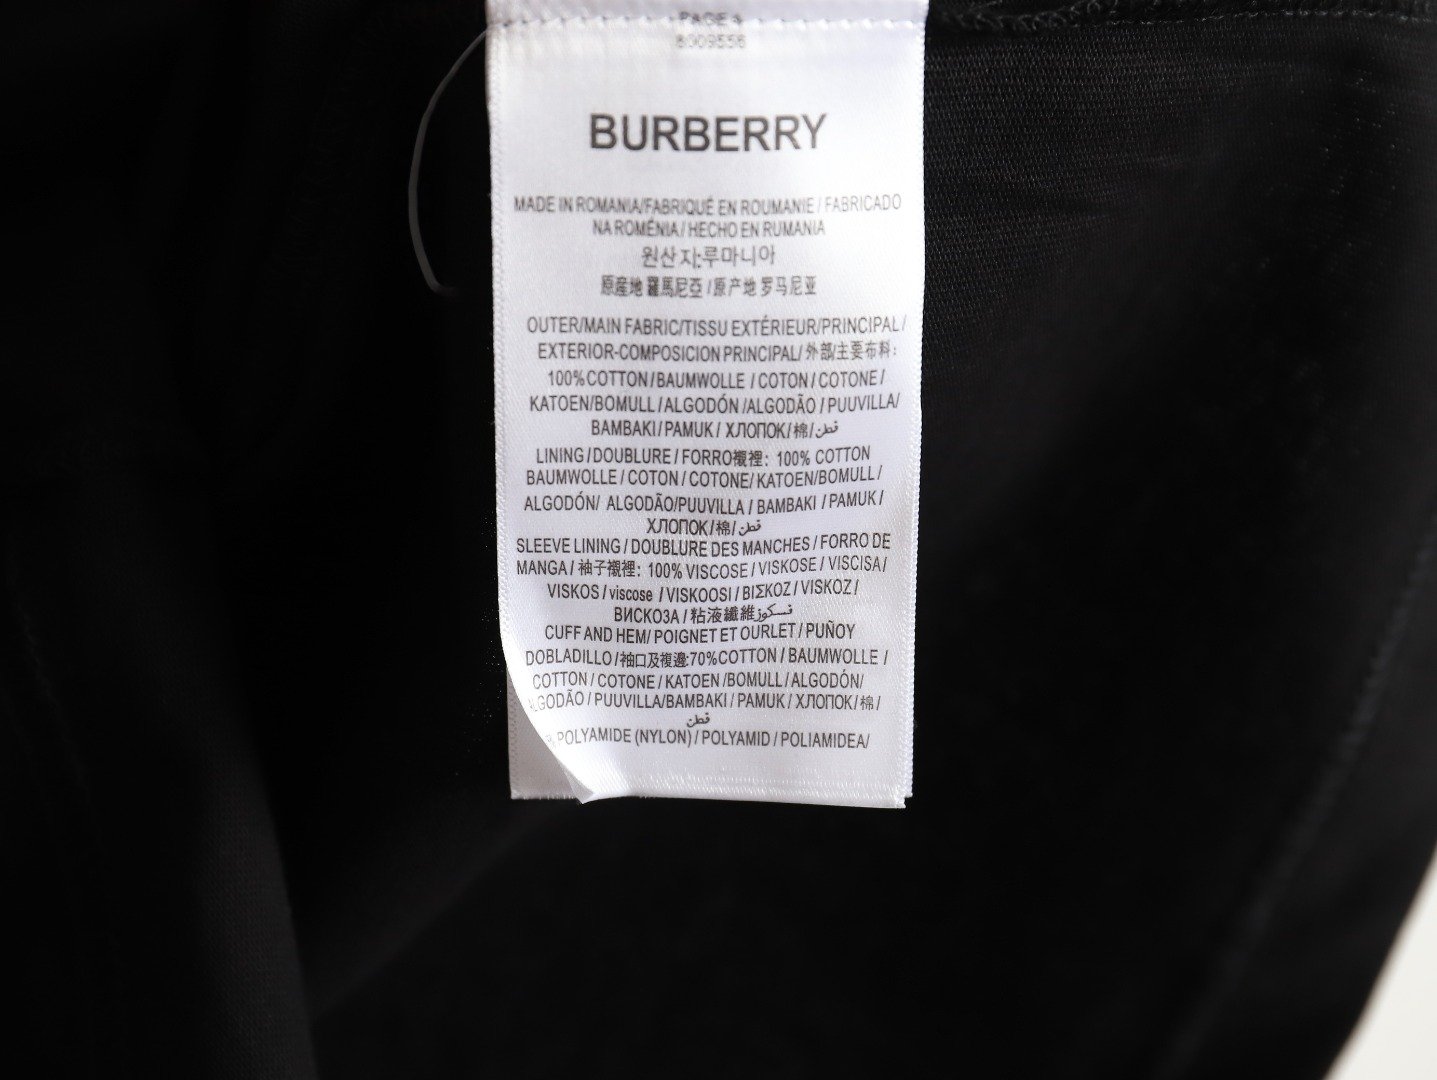 PAGE
8009556
BURBERRY
MADE IN ROMANIA/FABRIQUÉ EN ROUMANIE / FABRICADO
NA ROMÉNIA / HECHO EN RUMANIA
원산지:루마니아
原産地 羅馬尼亞 / 原产地 罗马尼亚
OUTER/MAIN FABRIC/TISSU EXTÉRIEUR/PRINCIPAL /
EXTERIOR-COMPOSICION PRINCIPAL/ 外部/主要布料:
100% COTTON / BAUMWOLLE / COTON / COTONE /
KATOEN/BOMULL / ALGODÓN /ALGODÃO / PUUVILLA/
BAMBAKI / PAMUK / ХЛОПОК/棉/ قطن
LINING / DOUBLURE / FORRO襯裡: 100% COTTON
BAUMWOLLE / COTON / COTONE/ KATOEN/BOMULL /
ALGODÓN/ ALGODÃO/PUUVILLA / BAMBAKI / PAMUK /
ХЛОПОК/棉/ قطن
SLEEVE LINING / DOUBLURE DES MANCHES / FORRO DE
MANGA / 袖子襯裡: 100% VISCOSE / VISKOSE / VISCISA/
VISKOS / viscose / VISKOOSI / ΒΙΣΚΟΖ / VISKOZ /
ВИСКОЗА / 粘液纖維 فسكوز
CUFF AND HEM/ POIGNET ET OURLET / PUÑOY
DOBLADILLO / 袖口及複邊:70% COTTON / BAUMWOLLE /
COTTON / COTONE / KATOEN /BOMULL / ALGODÓN/
LGODÃO / PUUVILLA/BAMBAKI / PAMUK / ХЛОПОК/棉/
قطن
% POLYAMIDE (NYLON) / POLYAMID / POLIAMIDEA/